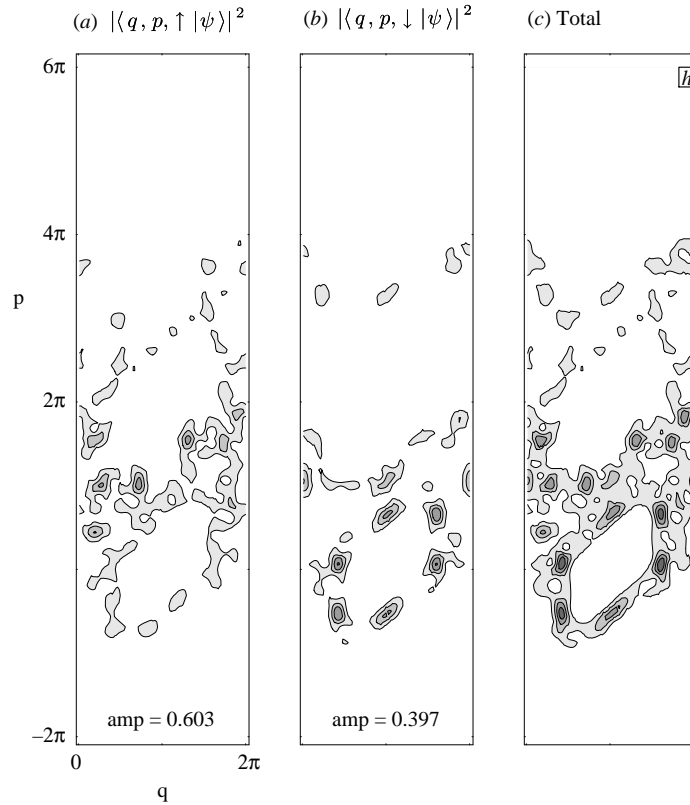 (a) |⟨ q , p, ↑ |ψ ⟩|²
(b) |⟨ q , p, ↓ |ψ ⟩|²
(c) Total
6π
h
4π
p
2π
amp = 0.603
amp = 0.397
−2π
0
2π
q